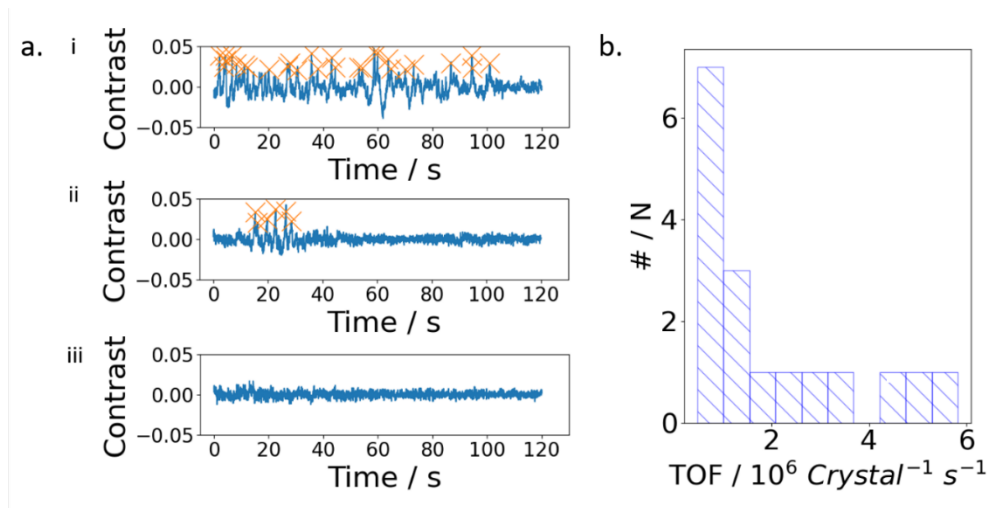 a.
i
Contrast
0.05
0.00
−0.05
0 20 40 60 80 100 120
Time / s
ii
Contrast
0.05
0.00
−0.05
0 20 40 60 80 100 120
Time / s
iii
Contrast
0.05
0.00
−0.05
0 20 40 60 80 100 120
Time / s
b.
# / N
6
4
2
0
2 4 6
TOF / 10⁶ Crystal⁻¹ s⁻¹